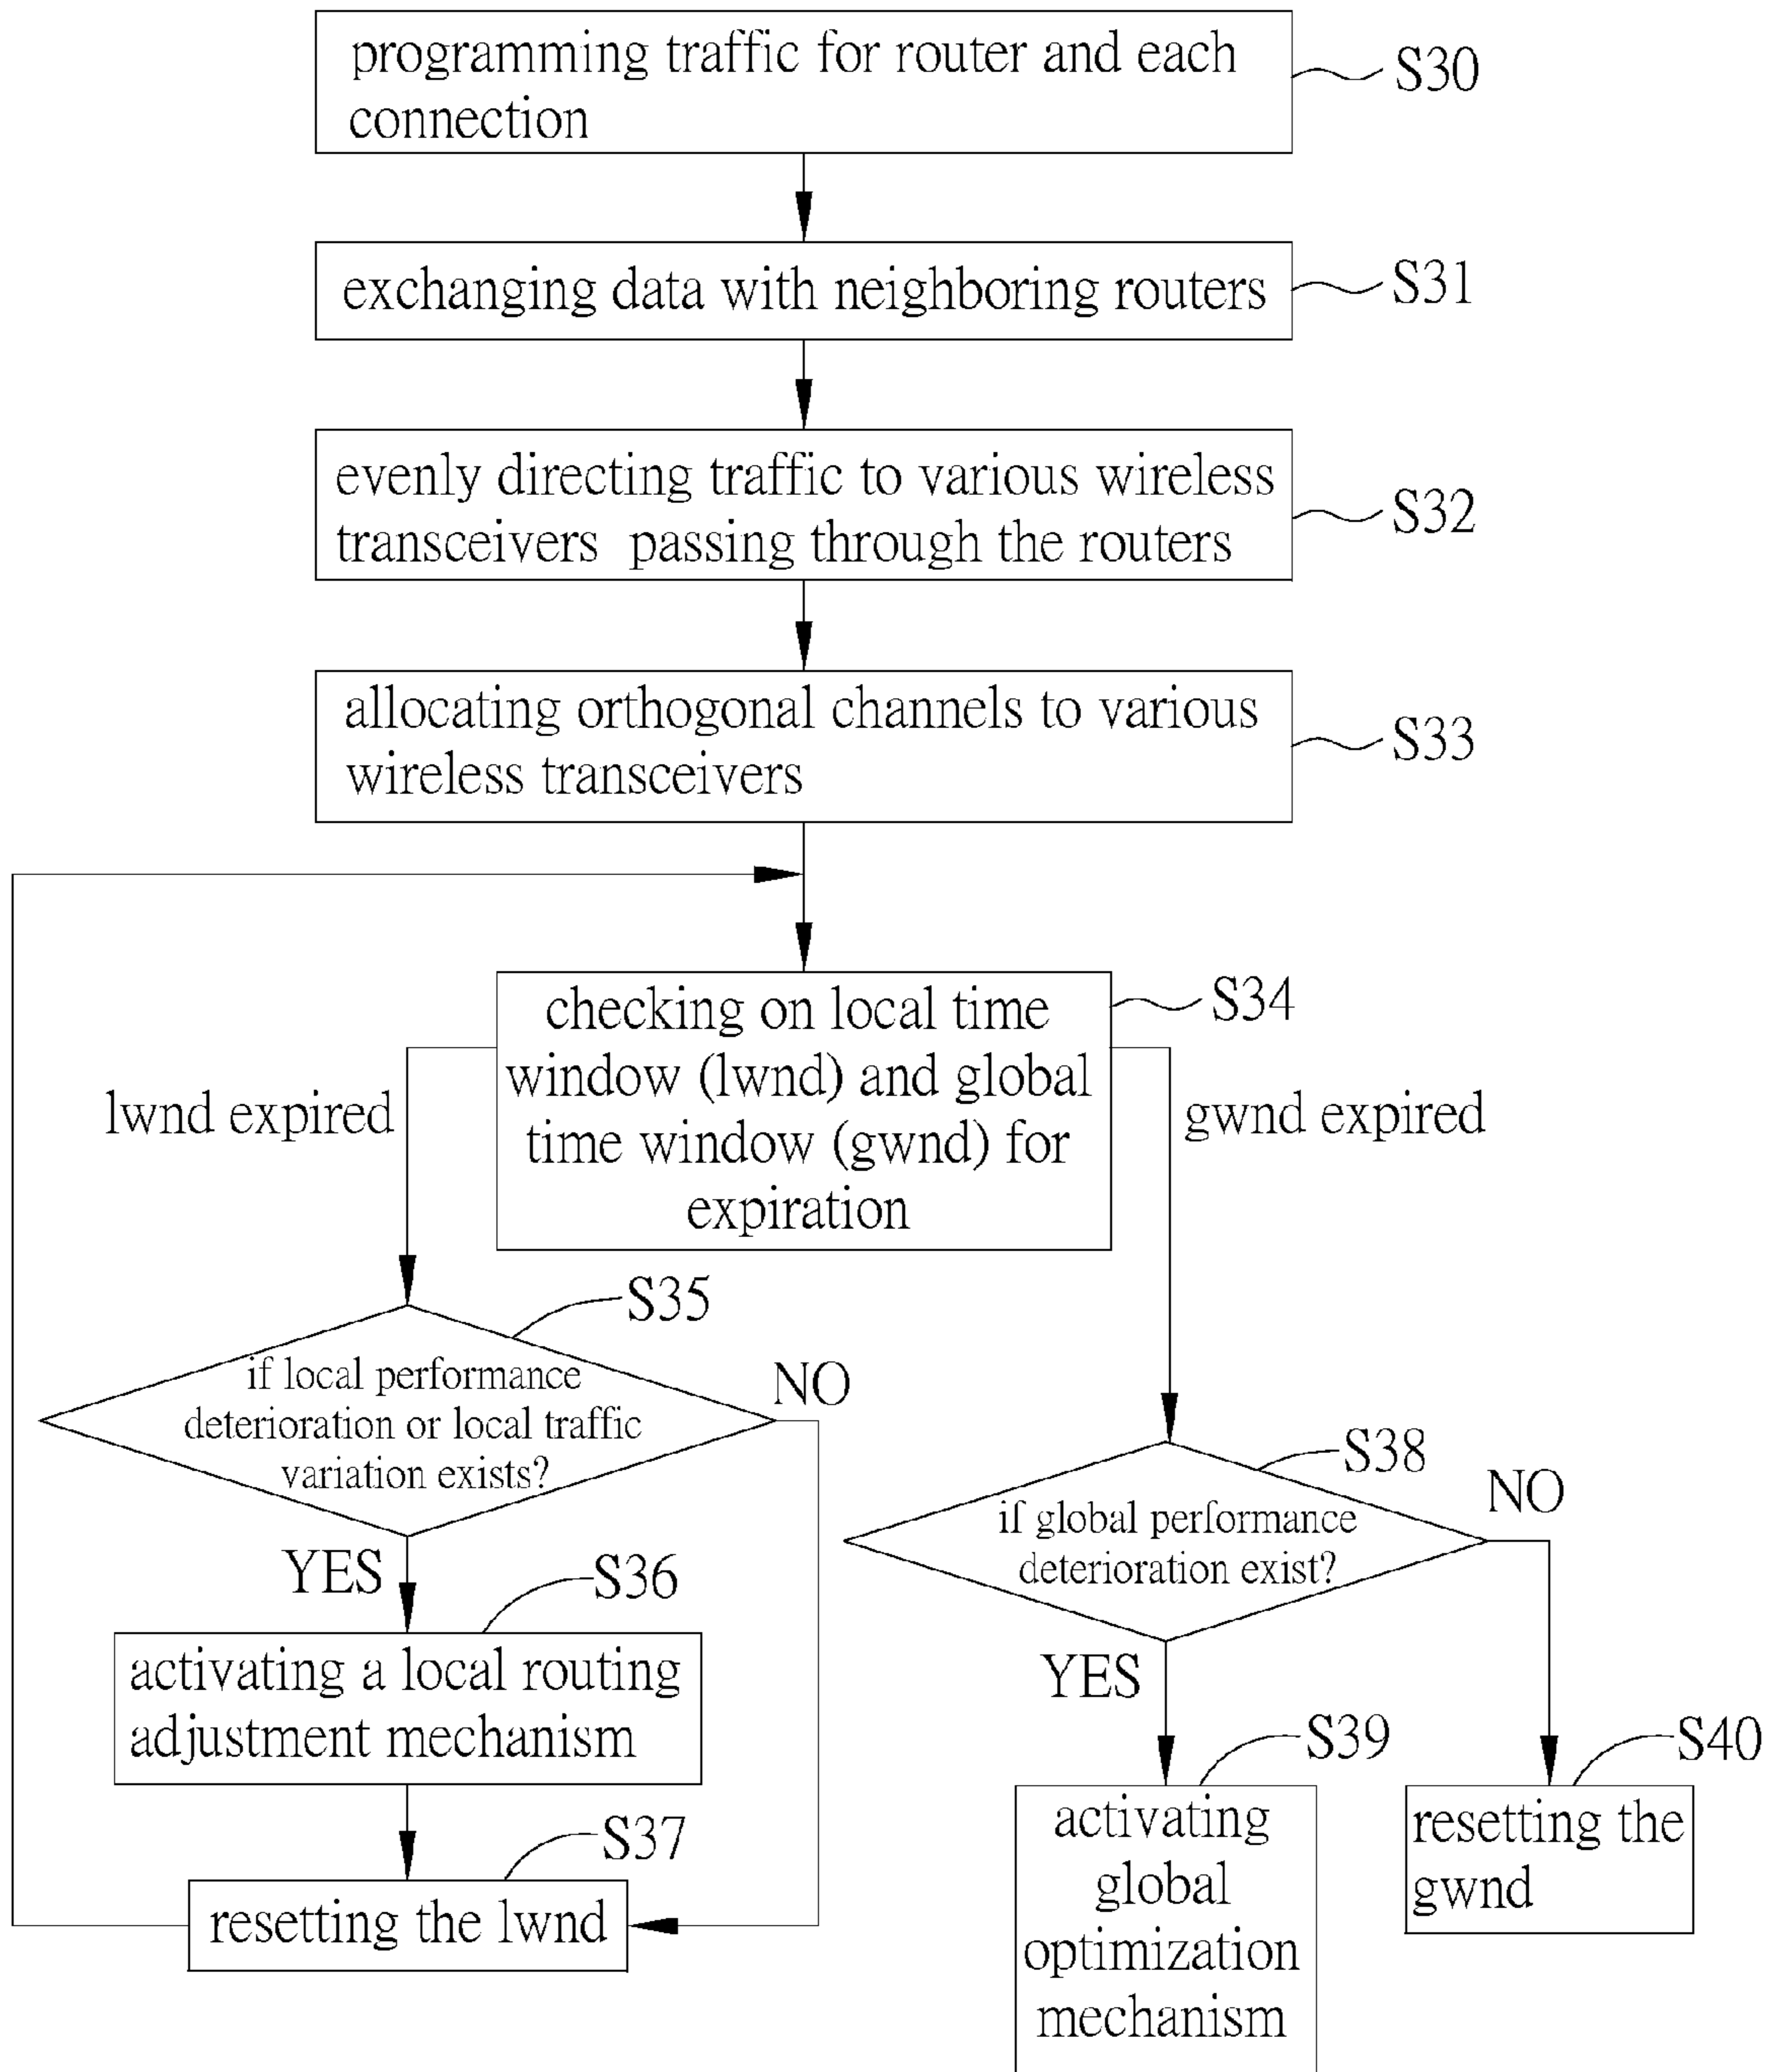 programming traffic for router and each
connection
S30
exchanging data with neighboring routers
S31
evenly directing traffic to various wireless
transceivers passing through the routers
S32
allocating orthogonal channels to various
wireless transceivers
S33
checking on local time
window (lwnd) and global
time window (gwnd) for
expiration
S34
lwnd expired
gwnd expired
S35
if local performance
deterioration or local traffic
variation exists?
NO
YES
S36
activating a local routing
adjustment mechanism
S37
resetting the lwnd
S38
if global performance
deterioration exist?
NO
YES
S39
activating
global
optimization
mechanism
S40
resetting the
gwnd